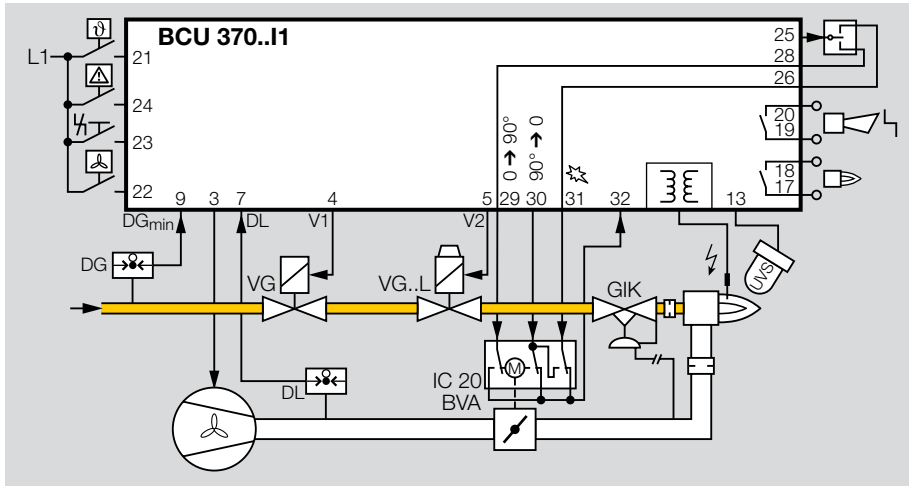 BCU 370..I1
L1
ϑ
21
24
23
22
25
28
26
20
19
18
17
0 → 90°
90° → 0
9
3
7
4
5
29
30
31
32
13
DGmin
DL
V1
V2
DG
VG
VG..L
GIK
UVS
M
IC 20
BVA
DL